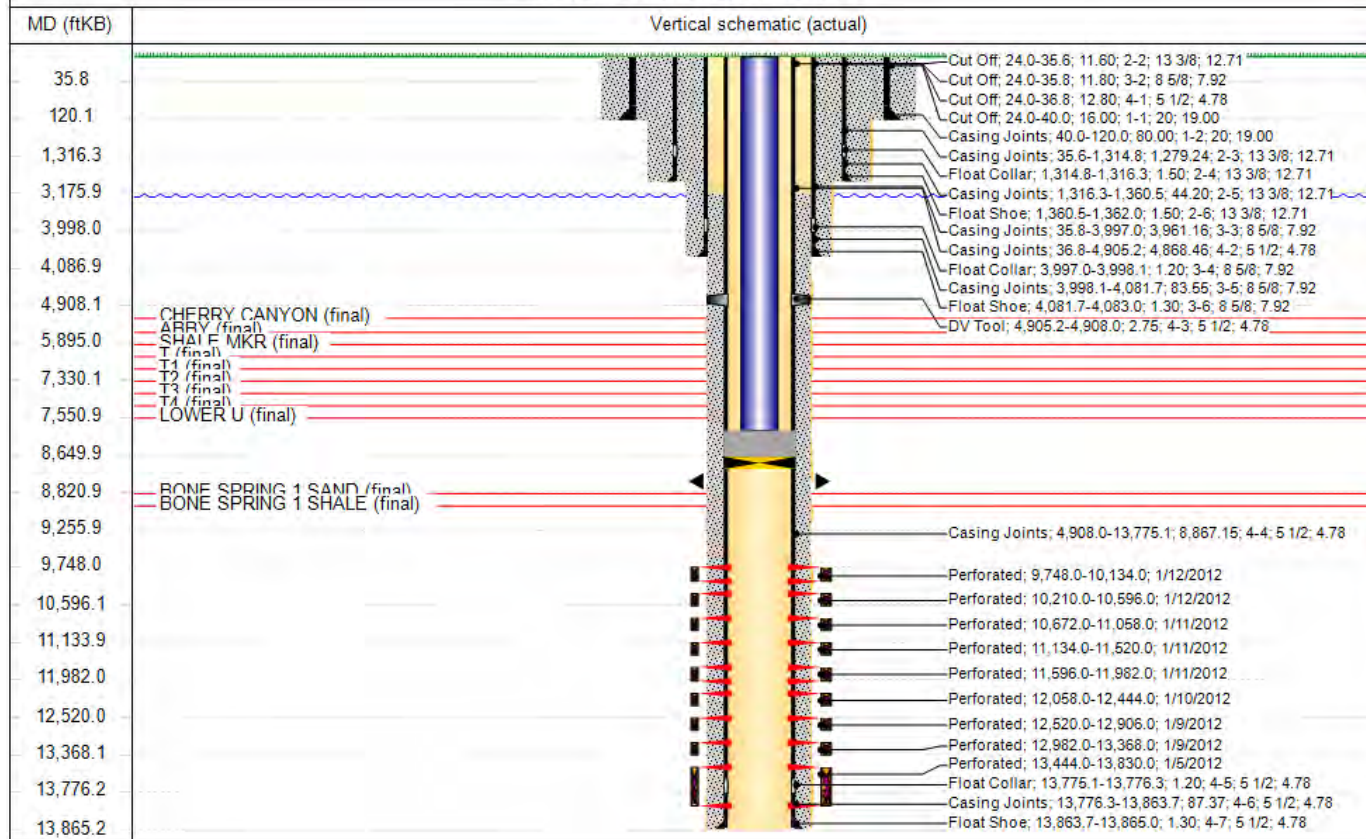 MD (ftKB)
Vertical schematic (actual)
35.8
120.1
1,316.3
3,175.9
3,998.0
4,086.9
4,908.1
5,895.0
7,330.1
7,550.9
8,649.9
8,820.9
9,255.9
9,748.0
10,596.1
11,133.9
11,982.0
12,520.0
13,368.1
13,776.2
13,865.2
CHERRY CANYON (final)
ABBY (final)
SHALE MKR (final)
T (final)
T1 (final)
T2 (final)
T3 (final)
T4 (final)
LOWER U (final)
BONE SPRING 1 SAND (final)
BONE SPRING 1 SHALE (final)
Cut Off; 24.0-35.6; 11.60; 2-2; 13 3/8; 12.71
Cut Off; 24.0-35.8; 11.80; 3-2; 8 5/8; 7.92
Cut Off; 24.0-36.8; 12.80; 4-1; 5 1/2; 4.78
Cut Off; 24.0-40.0; 16.00; 1-1; 20; 19.00
Casing Joints; 40.0-120.0; 80.00; 1-2; 20; 19.00
Casing Joints; 35.6-1,314.8; 1,279.24; 2-3; 13 3/8; 12.71
Float Collar; 1,314.8-1,316.3; 1.50; 2-4; 13 3/8; 12.71
Casing Joints; 1,316.3-1,360.5; 44.20; 2-5; 13 3/8; 12.71
Float Shoe; 1,360.5-1,362.0; 1.50; 2-6; 13 3/8; 12.71
Casing Joints; 35.8-3,997.0; 3,961.16; 3-3; 8 5/8; 7.92
Casing Joints; 36.8-4,905.2; 4,868.46; 4-2; 5 1/2; 4.78
Float Collar; 3,997.0-3,998.1; 1.20; 3-4; 8 5/8; 7.92
Casing Joints; 3,998.1-4,081.7; 83.55; 3-5; 8 5/8; 7.92
Float Shoe; 4,081.7-4,083.0; 1.30; 3-6; 8 5/8; 7.92
DV Tool; 4,905.2-4,908.0; 2.75; 4-3; 5 1/2; 4.78
Casing Joints; 4,908.0-13,775.1; 8,867.15; 4-4; 5 1/2; 4.78
Perforated; 9,748.0-10,134.0; 1/12/2012
Perforated; 10,210.0-10,596.0; 1/12/2012
Perforated; 10,672.0-11,058.0; 1/11/2012
Perforated; 11,134.0-11,520.0; 1/11/2012
Perforated; 11,596.0-11,982.0; 1/11/2012
Perforated; 12,058.0-12,444.0; 1/10/2012
Perforated; 12,520.0-12,906.0; 1/9/2012
Perforated; 12,982.0-13,368.0; 1/9/2012
Perforated; 13,444.0-13,830.0; 1/5/2012
Float Collar; 13,775.1-13,776.3; 1.20; 4-5; 5 1/2; 4.78
Casing Joints; 13,776.3-13,863.7; 87.37; 4-6; 5 1/2; 4.78
Float Shoe; 13,863.7-13,865.0; 1.30; 4-7; 5 1/2; 4.78